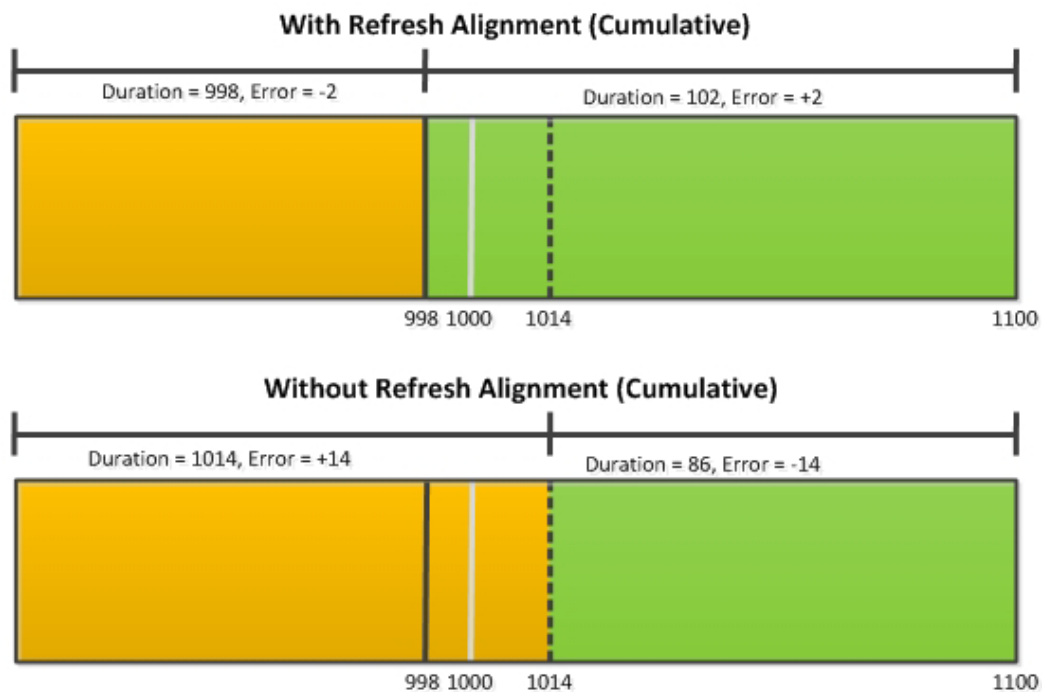 With Refresh Alignment (Cumulative)
Duration = 998, Error = -2
Duration = 102, Error = +2
998 1000 1014 1100
Without Refresh Alignment (Cumulative)
Duration = 1014, Error = +14
Duration = 86, Error = -14
998 1000 1014 1100